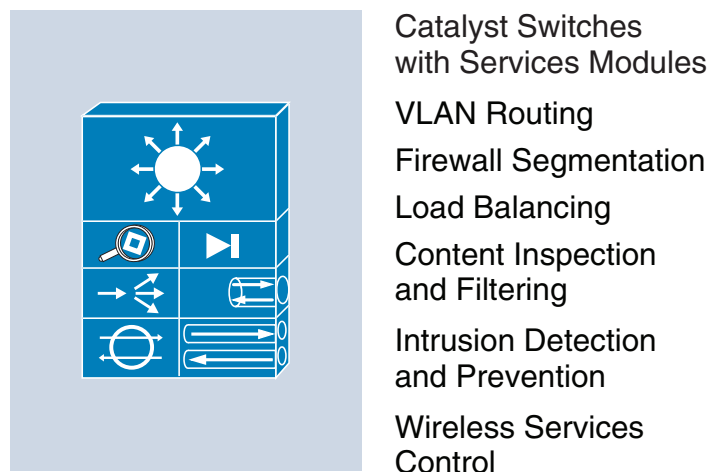 Catalyst Switches
with Services Modules
VLAN Routing
Firewall Segmentation
Load Balancing
Content Inspection
and Filtering
Intrusion Detection
and Prevention
Wireless Services
Control